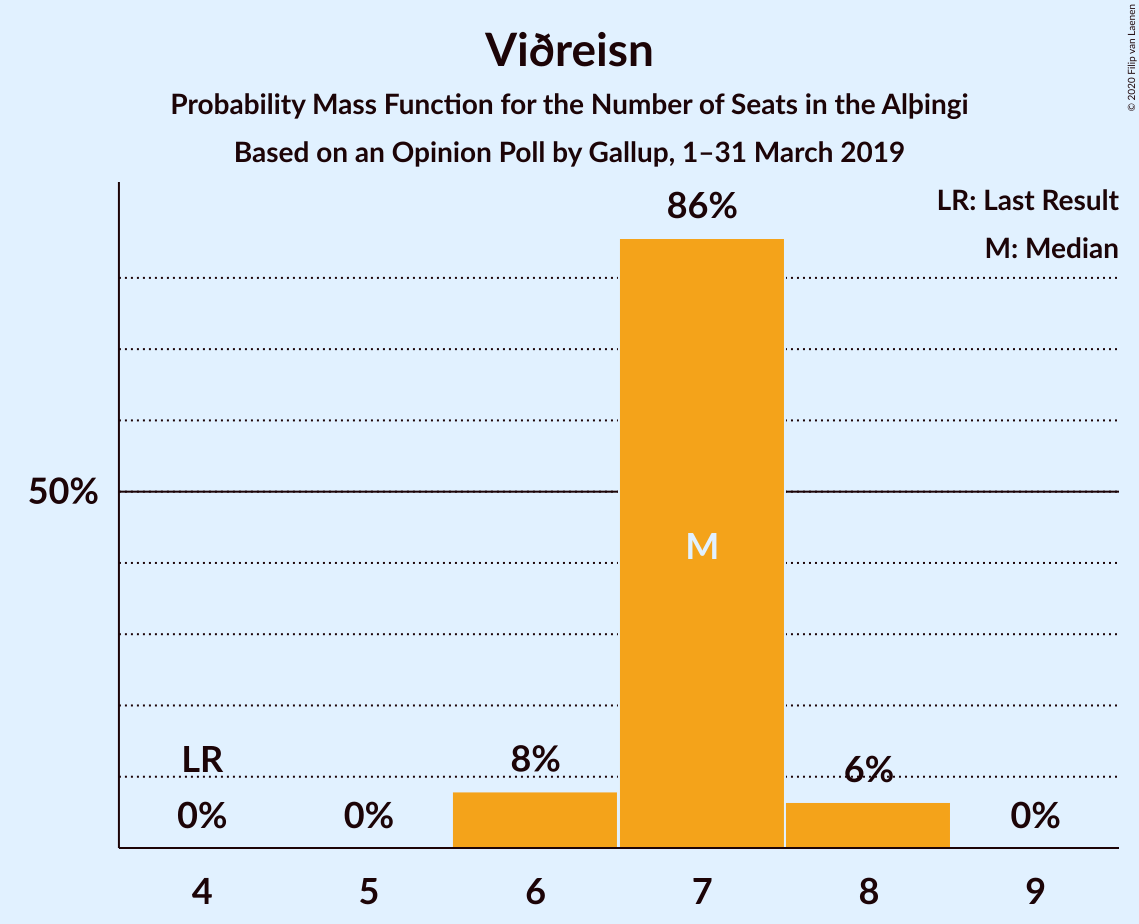 Viðreisn
Probability Mass Function for the Number of Seats in the Alþingi
Based on an Opinion Poll by Gallup, 1–31 March 2019
© 2020 Filip van Laenen
LR: Last Result
M: Median
86%
50%
M
LR
8%
6%
0%
0%
0%
4
5
6
7
8
9